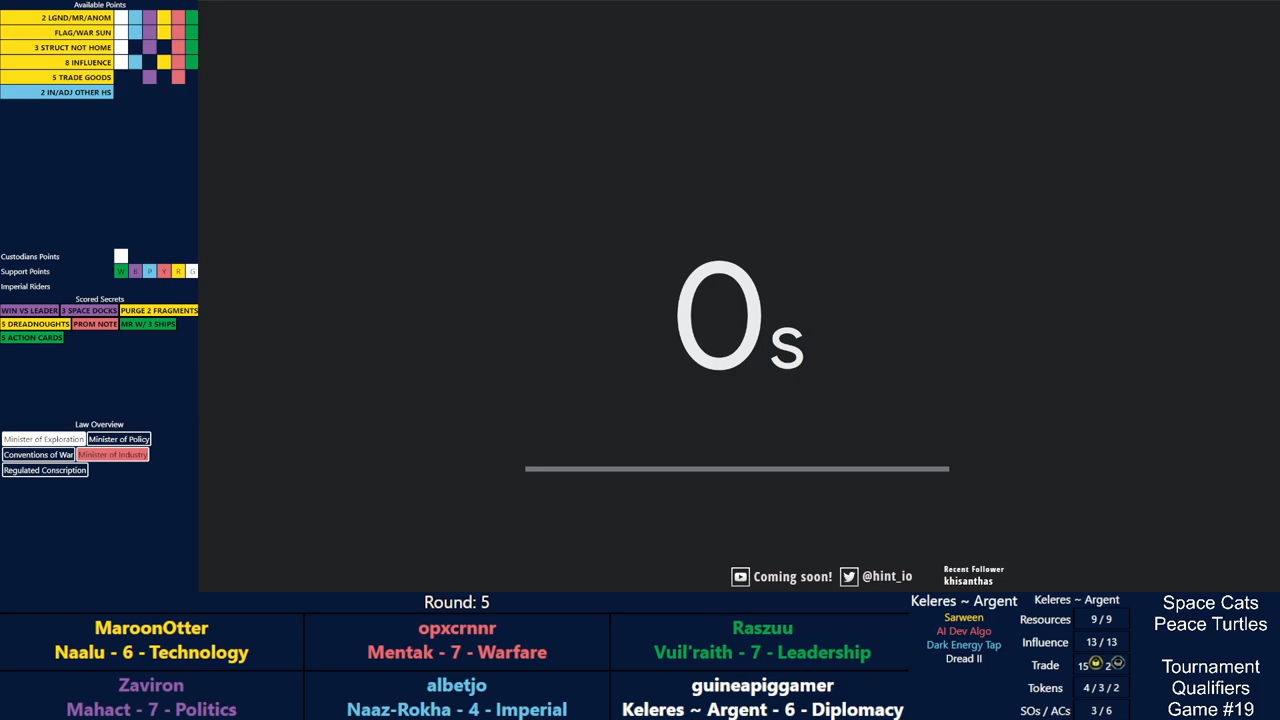 Available Points
2 LGND/MR/ANOM
FLAG/WAR SUN
3 STRUCT NOT HOME
8 INFLUENCE
5 TRADE GOODS
2 IN/ADJ OTHER HS
Custodians Points
Support Points W B P Y R G
Imperial Riders
Scored Secrets
WIN VS LEADER 3 SPACE DOCKS PURGE 2 FRAGMENTS
5 DREADNOUGHTS PROM NOTE MR W/ 3 SHIPS
5 ACTION CARDS
Law Overview
Minister of Exploration Minister of Policy
Conventions of War Minister of Industry
Regulated Conscription
0s
Coming soon! @hint_io
Recent Follower
khisanthas
Round: 5
MaroonOtter
Naalu - 6 - Technology
opxcrnnr
Mentak - 7 - Warfare
Raszuu
Vuil'raith - 7 - Leadership
Zaviron
Mahact - 7 - Politics
albetjo
Naaz-Rokha - 4 - Imperial
guineapiggamer
Keleres ~ Argent - 6 - Diplomacy
Keleres ~ Argent
Sarween
AI Dev Algo
Dark Energy Tap
Dread II
Keleres ~ Argent
Resources 9 / 9
Influence 13 / 13
Trade 15 2
Tokens 4 / 3 / 2
SOs / ACs 3 / 6
Space Cats
Peace Turtles
Tournament
Qualifiers
Game #19